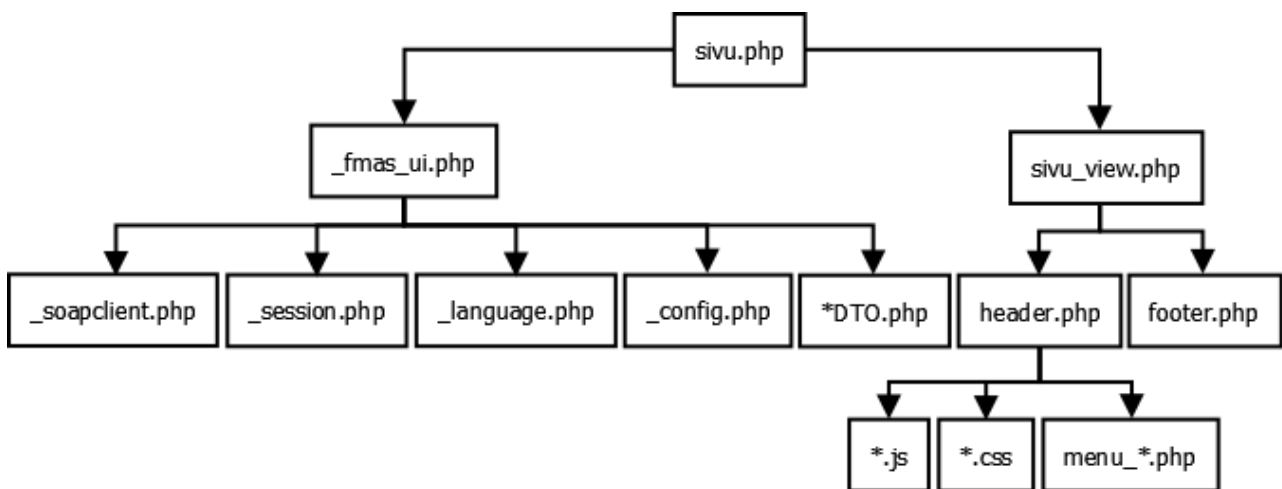 sivu.php
_fmas_ui.php
sivu_view.php
_soapclient.php
_session.php
_language.php
_config.php
*DTO.php
header.php
footer.php
*.js
*.css
menu_*.php